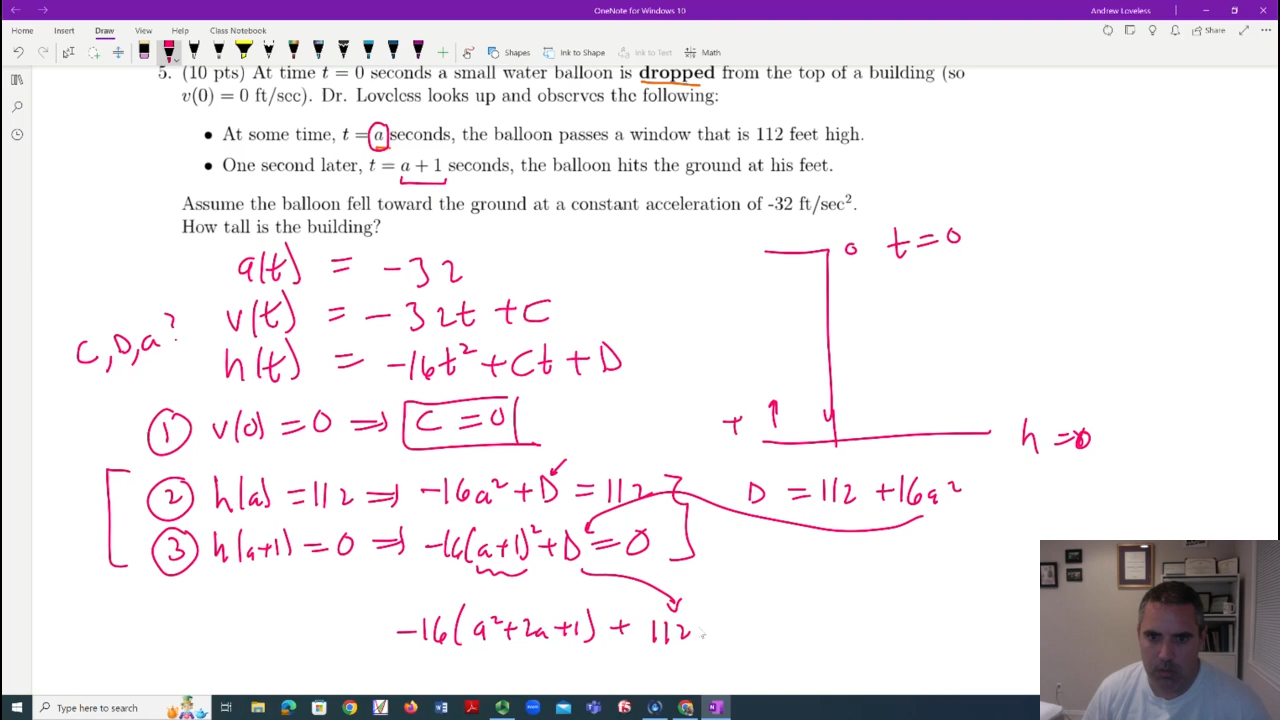 OneNote for Windows 10
Andrew Loveless
Home Insert Draw View Help Class Notebook
Share
Shapes Ink to Shape Ink to Text Math
5. (10 pts) At time t = 0 seconds a small water balloon is dropped from the top of a building (so
v(0) = 0 ft/sec). Dr. Loveless looks up and observes the following:
• At some time, t = a seconds, the balloon passes a window that is 112 feet high.
• One second later, t = a + 1 seconds, the balloon hits the ground at his feet.
Assume the balloon fell toward the ground at a constant acceleration of -32 ft/sec².
How tall is the building?
t = 0
a(t) = -32
v(t) = -32t + C
C, D, a?
h(t) = -16t² + Ct + D
① v(0) = 0 ⇒ C = 0
+
h = 0
② h(a) = 112 ⇒ -16a² + D = 112
D = 112 + 16a²
③ h(a+1) = 0 ⇒ -16(a+1)² + D = 0
-16(a² + 2a + 1) + 112
Type here to search